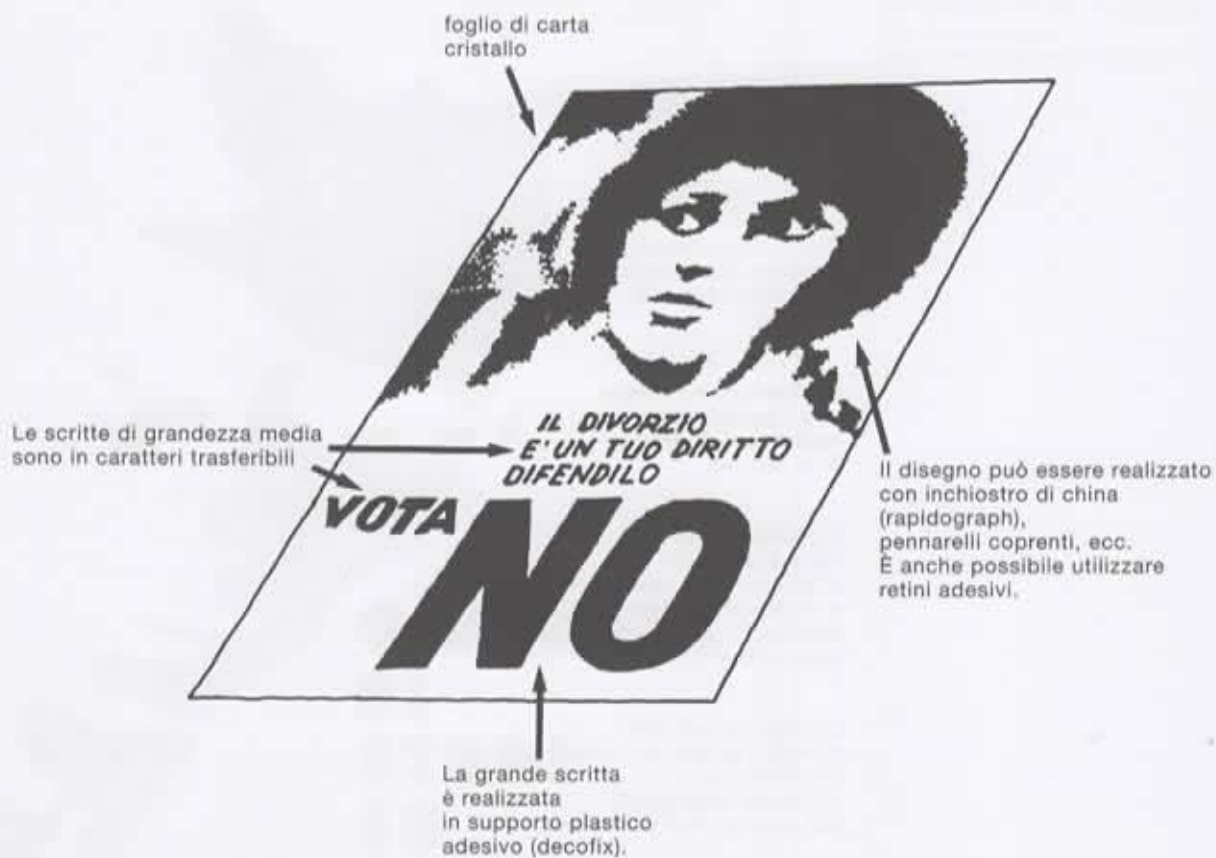 foglio di carta
cristallo
Le scritte di grandezza media
sono in caratteri trasferibili
IL DIVORZIO
E' UN TUO DIRITTO
DIFENDILO
VOTA
NO
Il disegno può essere realizzato
con inchiostro di china
(rapidograph),
pennarelli coprenti, ecc.
È anche possibile utilizzare
retini adesivi.
La grande scritta
è realizzata
in supporto plastico
adesivo (decofix).